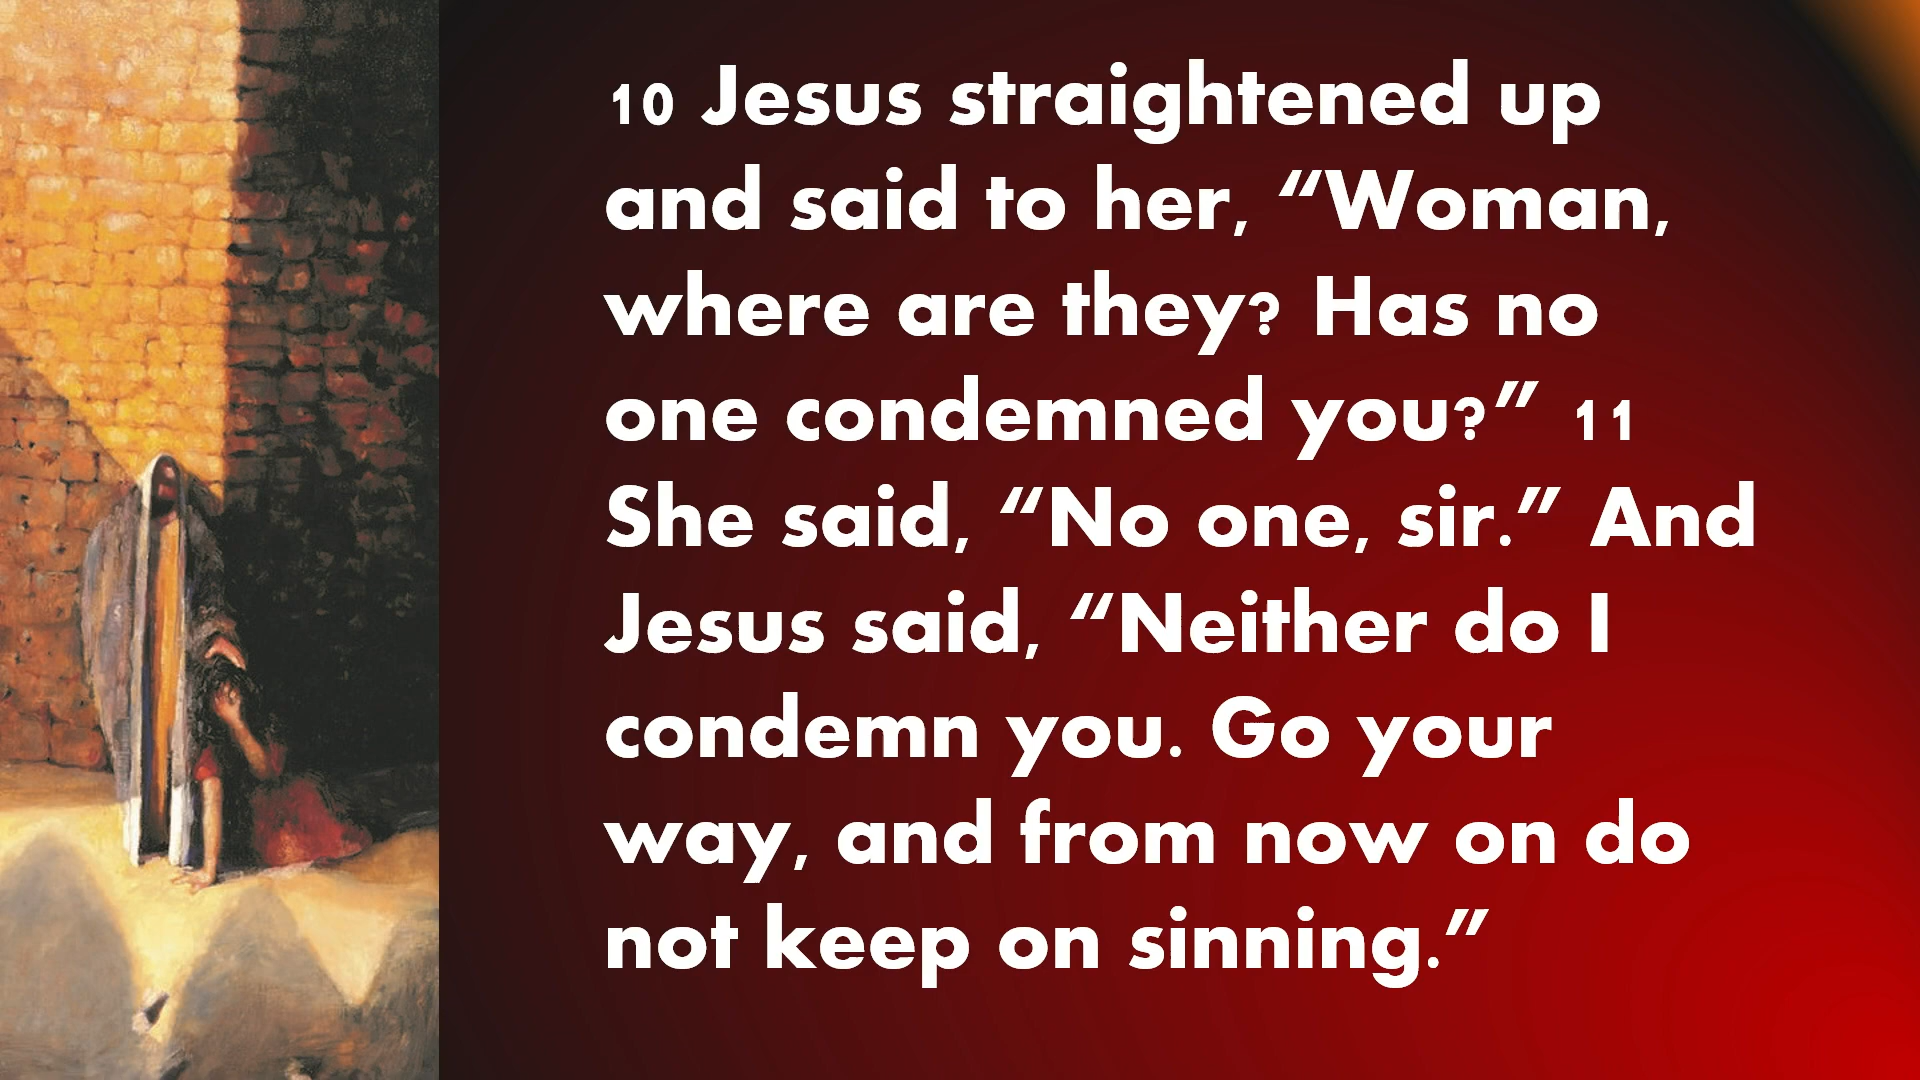 10 Jesus straightened up
and said to her, “Woman,
where are they? Has no
one condemned you?” 11
She said, “No one, sir.” And
Jesus said, “Neither do I
condemn you. Go your
way, and from now on do
not keep on sinning.”